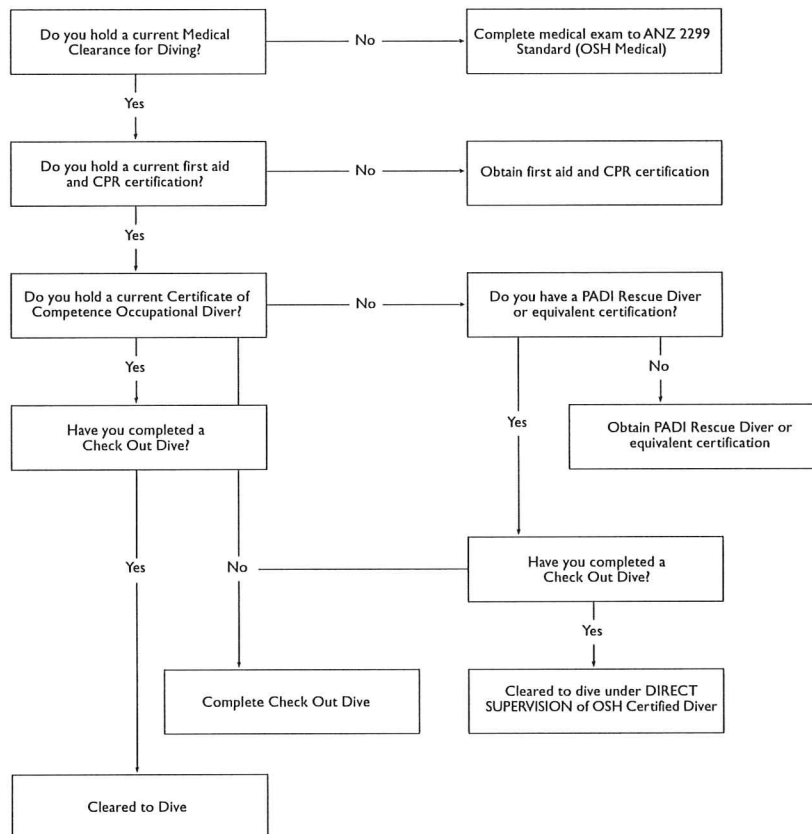 Do you hold a current Medical
Clearance for Diving?
No
Complete medical exam to ANZ 2299
Standard (OSH Medical)
Yes
Do you hold a current first aid
and CPR certification?
No
Obtain first aid and CPR certification
Yes
Do you hold a current Certificate of
Competence Occupational Diver?
No
Do you have a PADI Rescue Diver
or equivalent certification?
Yes
No
Have you completed a
Check Out Dive?
Yes
Obtain PADI Rescue Diver or
equivalent certification
Yes
No
Have you completed a
Check Out Dive?
Yes
Complete Check Out Dive
Cleared to dive under DIRECT
SUPERVISION of OSH Certified Diver
Cleared to Dive